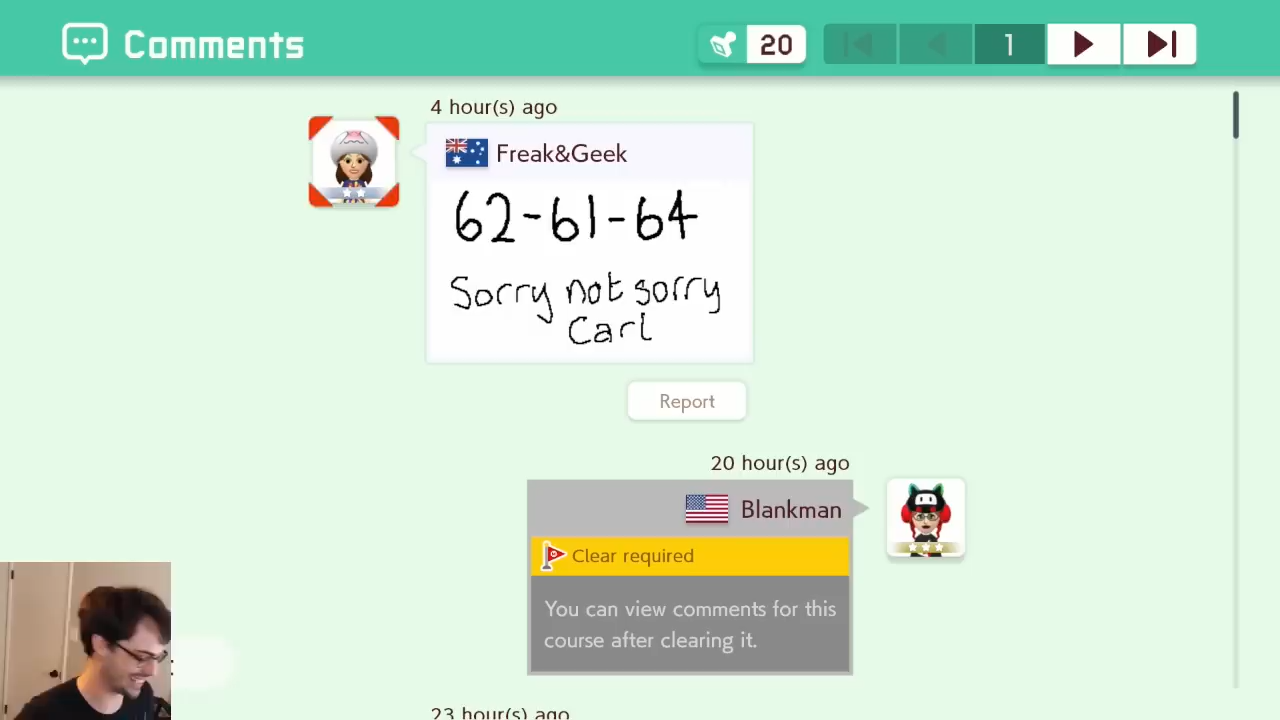 Comments
20
1
4 hour(s) ago
Freak&Geek
62-61-64
Sorry not sorry
Carl
Report
20 hour(s) ago
Blankman
Clear required
You can view comments for this
course after clearing it.
23 hour(s) ago